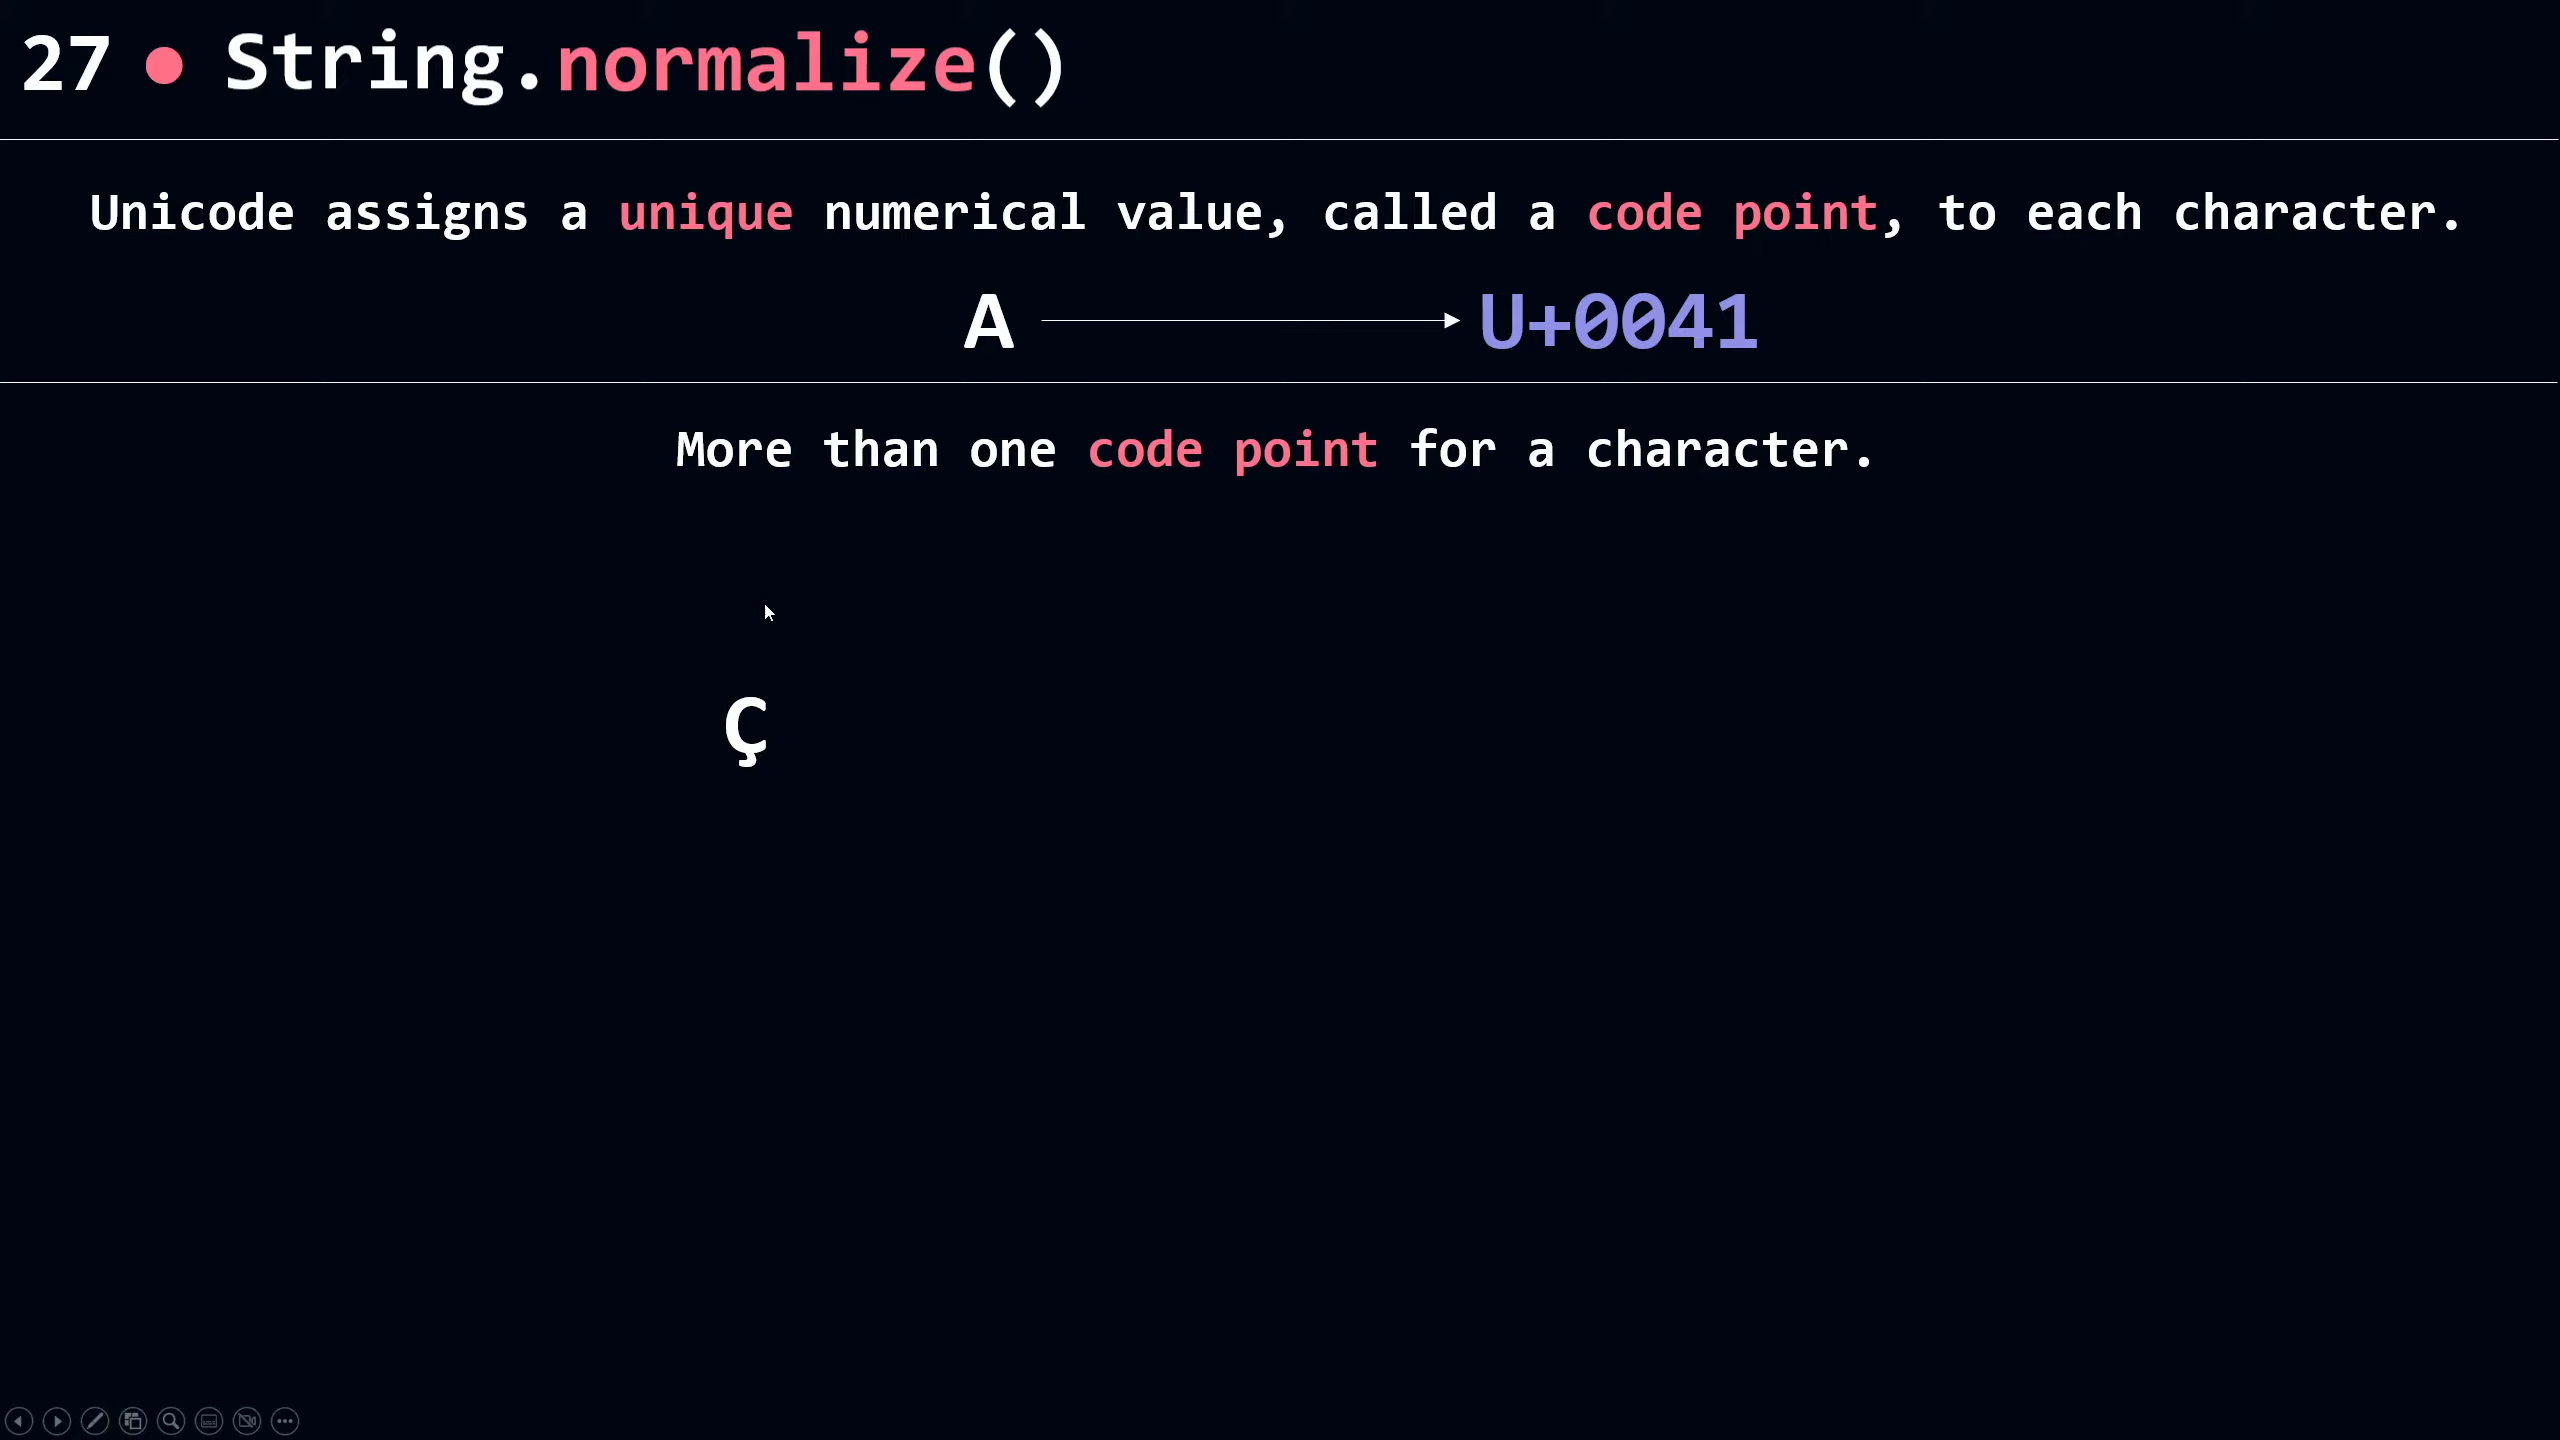 27 ● String.normalize()
Unicode assigns a unique numerical value, called a code point, to each character.
A U+0041
More than one code point for a character.
Ç